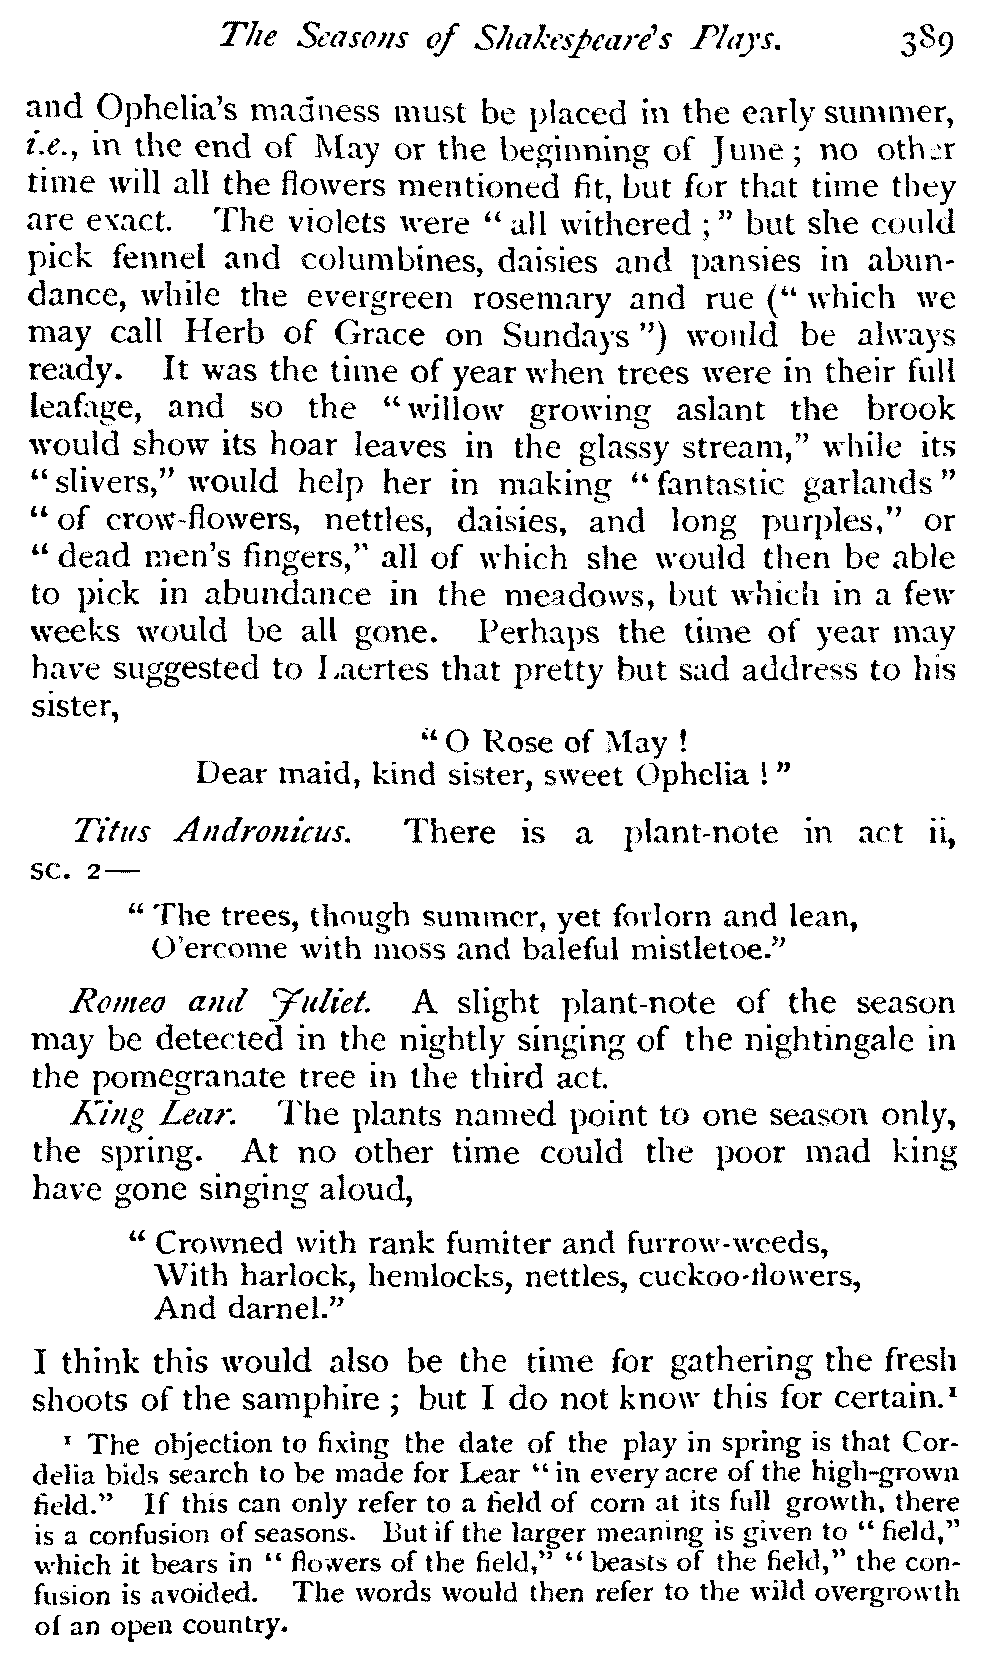 The Seasons of Shakespeare's Plays. 389
and Ophelia's madness must be placed in the early summer,
i.e., in the end of May or the beginning of June; no other
time will all the flowers mentioned fit, but for that time they
are exact. The violets were "all withered;" but she could
pick fennel and columbines, daisies and pansies in abun-
dance, while the evergreen rosemary and rue ("which we
may call Herb of Grace on Sundays") would be always
ready. It was the time of year when trees were in their full
leafage, and so the "willow growing aslant the brook
would show its hoar leaves in the glassy stream," while its
"slivers," would help her in making "fantastic garlands"
"of crow-flowers, nettles, daisies, and long purples," or
"dead men's fingers," all of which she would then be able
to pick in abundance in the meadows, but which in a few
weeks would be all gone. Perhaps the time of year may
have suggested to Laertes that pretty but sad address to his
sister,
"O Rose of May!
Dear maid, kind sister, sweet Ophelia!"
Titus Andronicus. There is a plant-note in act ii,
sc. 2—
"The trees, though summer, yet forlorn and lean,
O'ercome with moss and baleful mistletoe."
Romeo and Juliet. A slight plant-note of the season
may be detected in the nightly singing of the nightingale in
the pomegranate tree in the third act.
King Lear. The plants named point to one season only,
the spring. At no other time could the poor mad king
have gone singing aloud,
"Crowned with rank fumiter and furrow-weeds,
With harlock, hemlocks, nettles, cuckoo-flowers,
And darnel."
I think this would also be the time for gathering the fresh
shoots of the samphire; but I do not know this for certain.¹
¹ The objection to fixing the date of the play in spring is that Cor-
delia bids search to be made for Lear "in every acre of the high-grown
field." If this can only refer to a field of corn at its full growth, there
is a confusion of seasons. But if the larger meaning is given to "field,"
which it bears in "flowers of the field," "beasts of the field," the con-
fusion is avoided. The words would then refer to the wild overgrowth
of an open country.